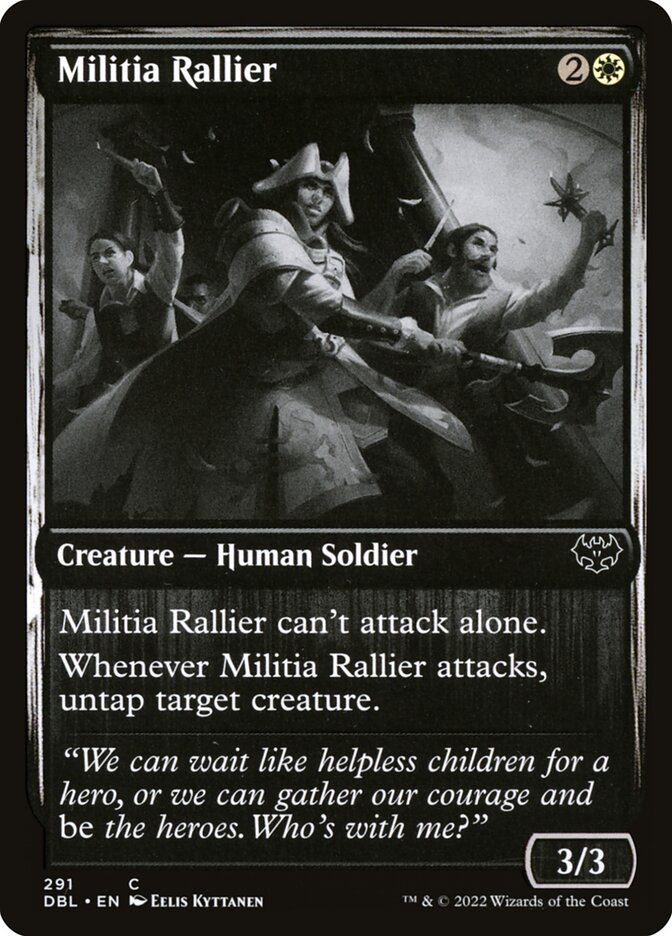 Militia Rallier 2
Creature — Human Soldier
Militia Rallier can't attack alone.
Whenever Militia Rallier attacks,
untap target creature.
“We can wait like helpless children for a
hero, or we can gather our courage and
be the heroes. Who's with me?”
3/3
291 C
DBL • EN Eelis Kyttanen
™ & © 2022 Wizards of the Coast